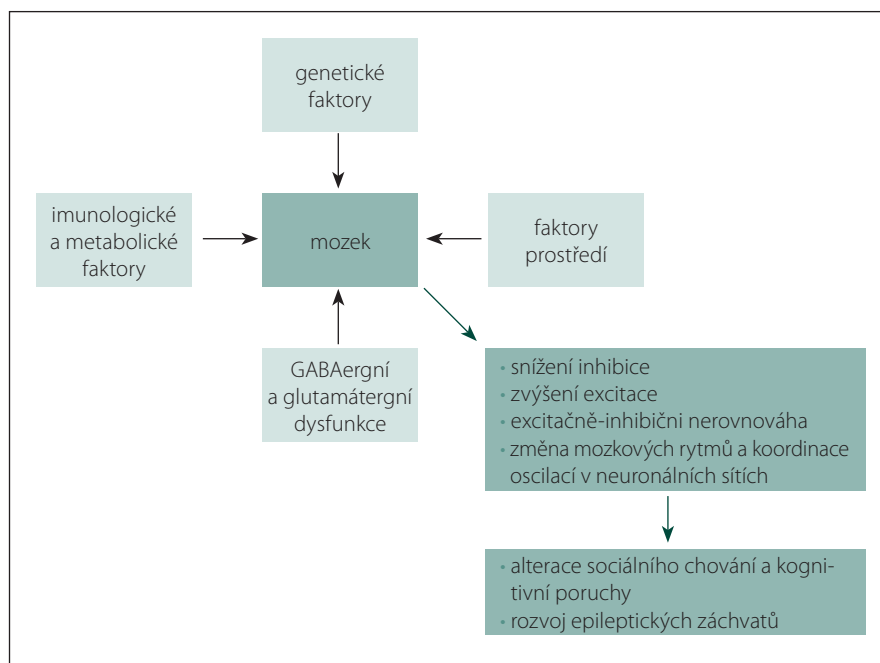 genetické
faktory
imunologické
a metabolické
faktory
mozek
faktory
prostředí
GABAergní
a glutamátergní
dysfunkce
• snížení inhibice
• zvýšení excitace
• excitačně-inhibični nerovnováha
• změna mozkových rytmů a koordinace
oscilací v neuronálních sítích
• alterace sociálního chování a kogni-
tivní poruchy
• rozvoj epileptických záchvatů